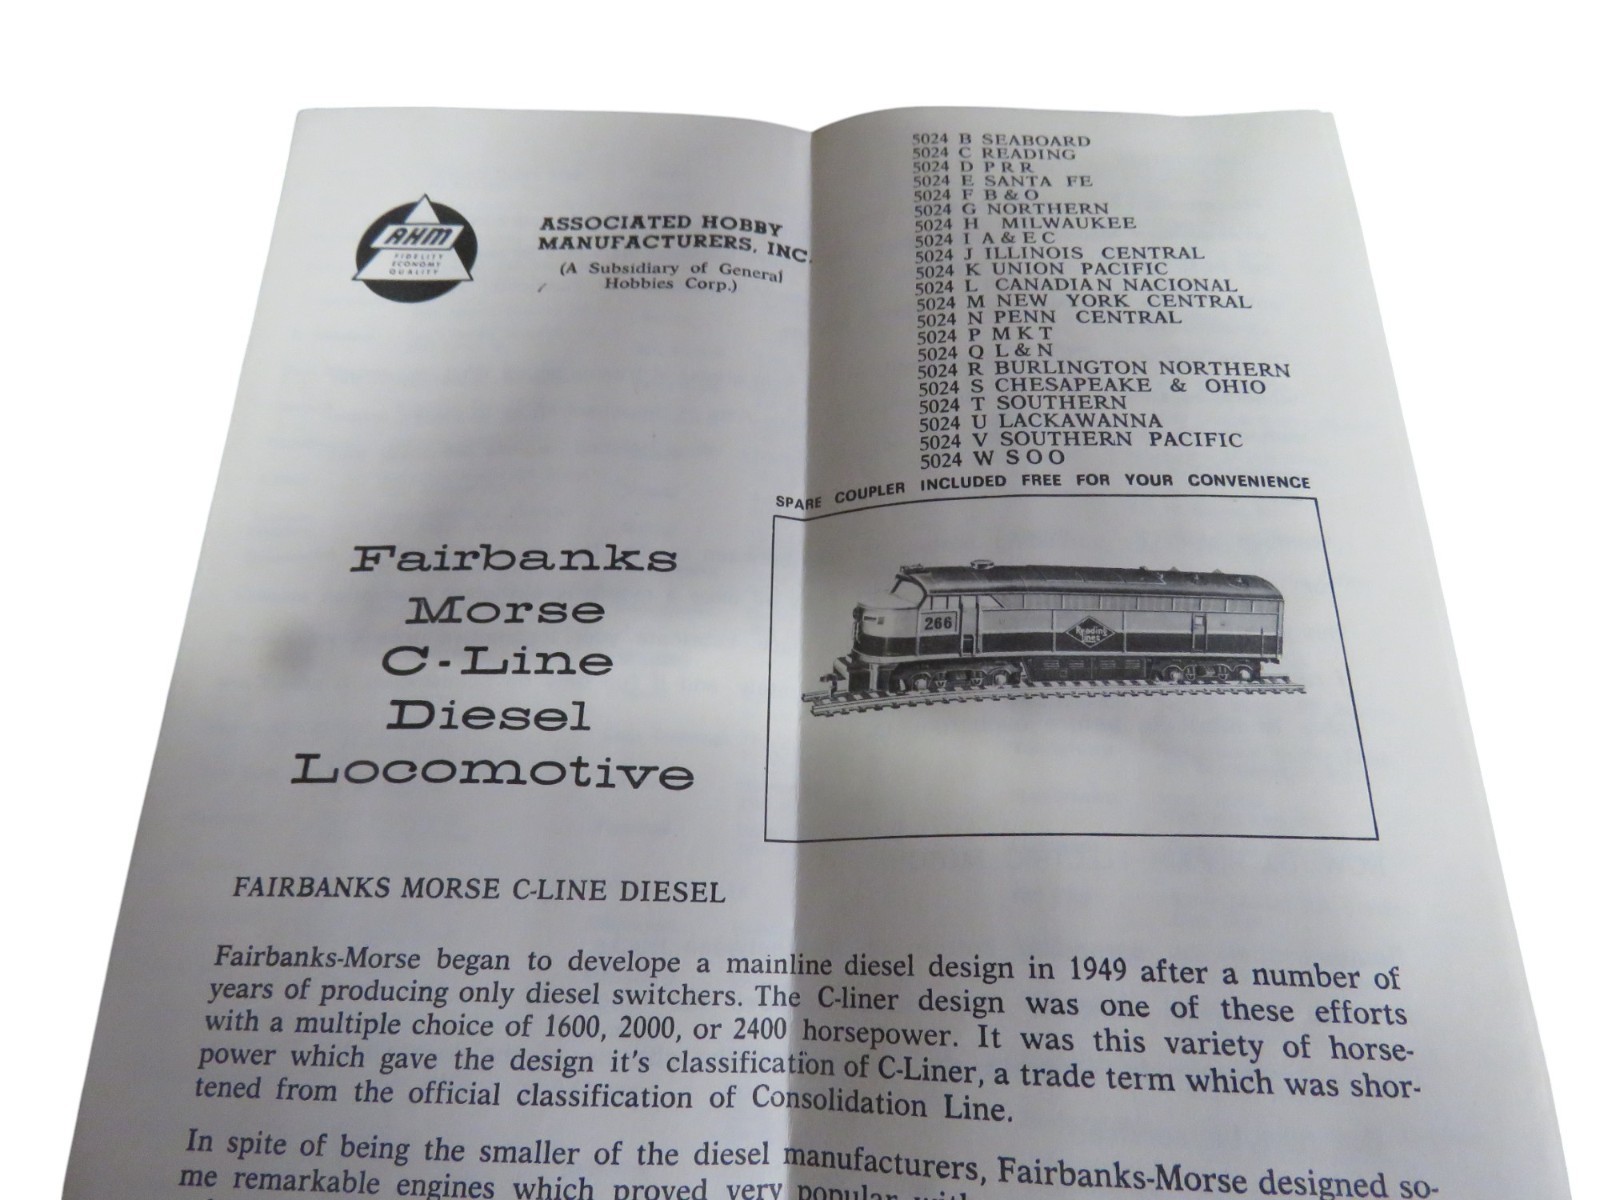 AHM
FIDELITY
ECONOMY
QUALITY
ASSOCIATED HOBBY
MANUFACTURERS, INC.
(A Subsidiary of General
Hobbies Corp.)
5024 B SEABOARD
5024 C READING
5024 D P R R
5024 E SANTA FE
5024 F B & O
5024 G NORTHERN
5024 H MILWAUKEE
5024 I A & E C
5024 J ILLINOIS CENTRAL
5024 K UNION PACIFIC
5024 L CANADIAN NACIONAL
5024 M NEW YORK CENTRAL
5024 N PENN CENTRAL
5024 P M K T
5024 Q L & N
5024 R BURLINGTON NORTHERN
5024 S CHESAPEAKE & OHIO
5024 T SOUTHERN
5024 U LACKAWANNA
5024 V SOUTHERN PACIFIC
5024 W S O O
SPARE COUPLER INCLUDED FREE FOR YOUR CONVENIENCE
266
Reading
Lines
Fairbanks
Morse
C-Line
Diesel
Locomotive
FAIRBANKS MORSE C-LINE DIESEL
Fairbanks-Morse began to develope a mainline diesel design in 1949 after a number of
years of producing only diesel switchers. The C-liner design was one of these efforts
with a multiple choice of 1600, 2000, or 2400 horsepower. It was this variety of horse-
power which gave the design it's classification of C-Liner, a trade term which was shor-
tened from the official classification of Consolidation Line.
In spite of being the smaller of the diesel manufacturers, Fairbanks-Morse designed so-
me remarkable engines which proved very popular with